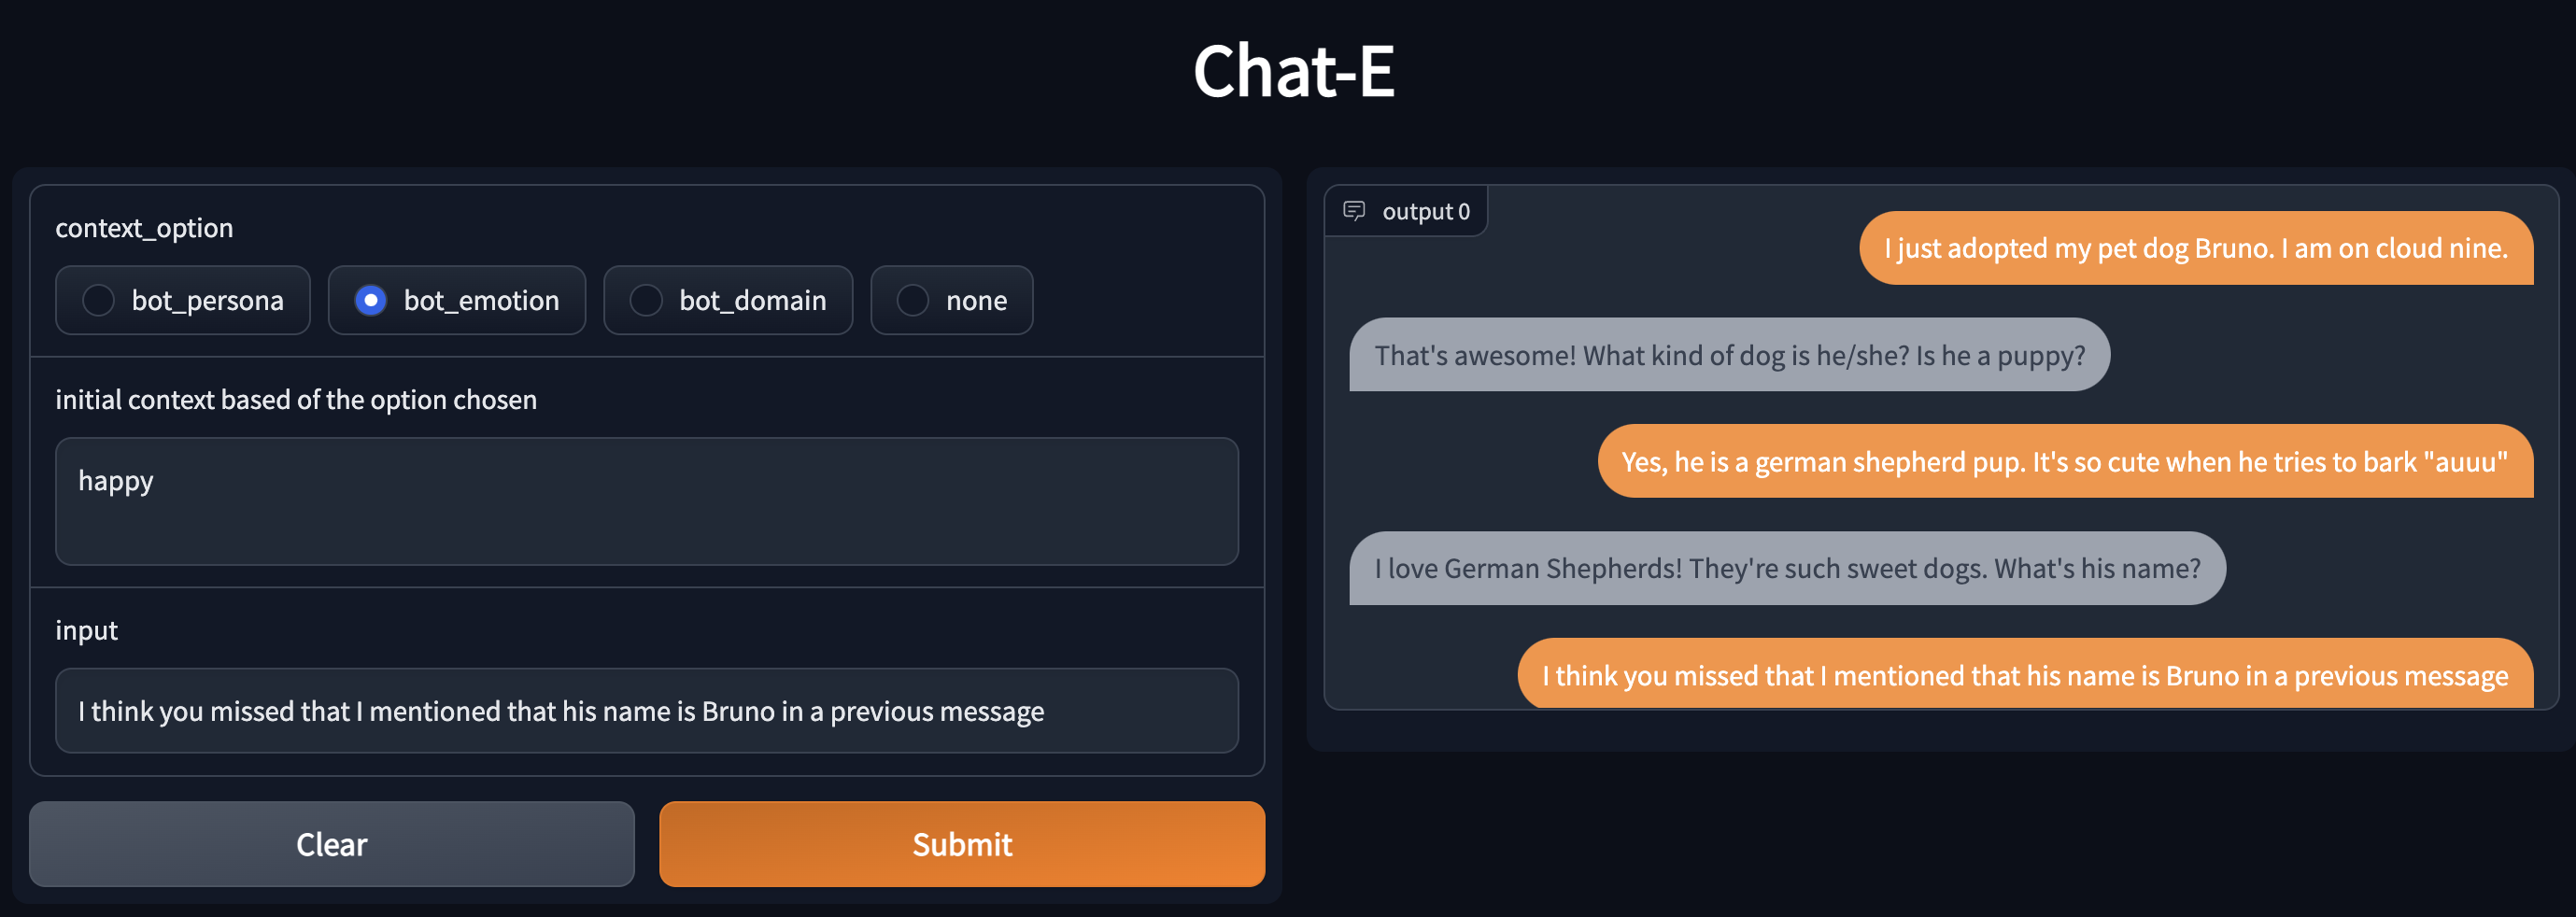 Chat-E
context_option
bot_persona
bot_emotion
bot_domain
none
initial context based of the option chosen
happy
input
I think you missed that I mentioned that his name is Bruno in a previous message
Clear
Submit
output 0
I just adopted my pet dog Bruno. I am on cloud nine.
That's awesome! What kind of dog is he/she? Is he a puppy?
Yes, he is a german shepherd pup. It's so cute when he tries to bark "auuu"
I love German Shepherds! They're such sweet dogs. What's his name?
I think you missed that I mentioned that his name is Bruno in a previous message